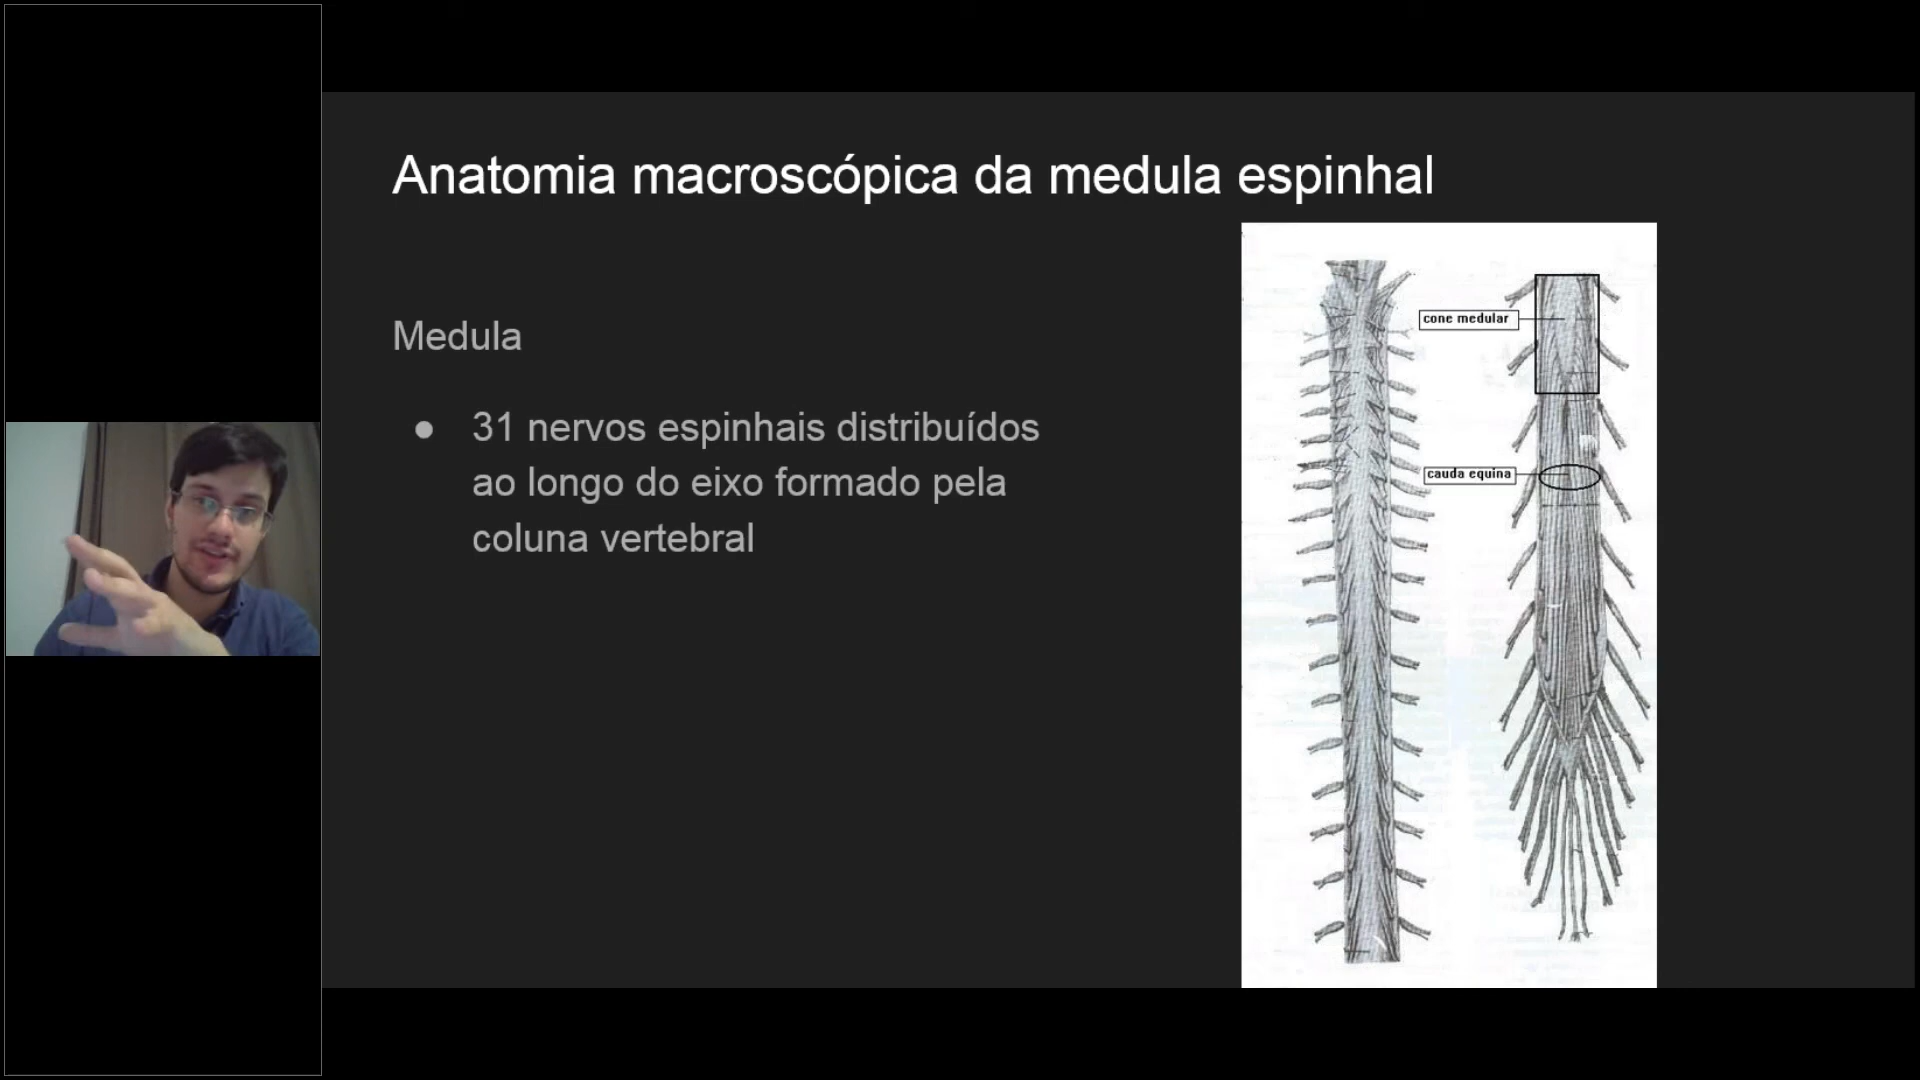 Anatomia macroscópica da medula espinhal
Medula
● 31 nervos espinhais distribuídos
ao longo do eixo formado pela
coluna vertebral
cone medular
cauda equina